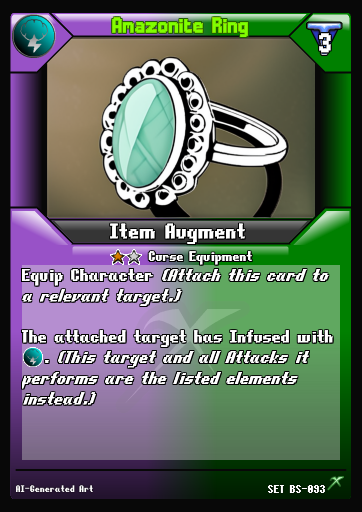 Amazonite Ring
3
Item Augment
Curse Equipment
Equip Character (Attach this card to
a relevant target.)
The attached target has Infused with
. (This target and all Attacks it
performs are the listed elements
instead.)
AI-Generated Art
SET BS-093